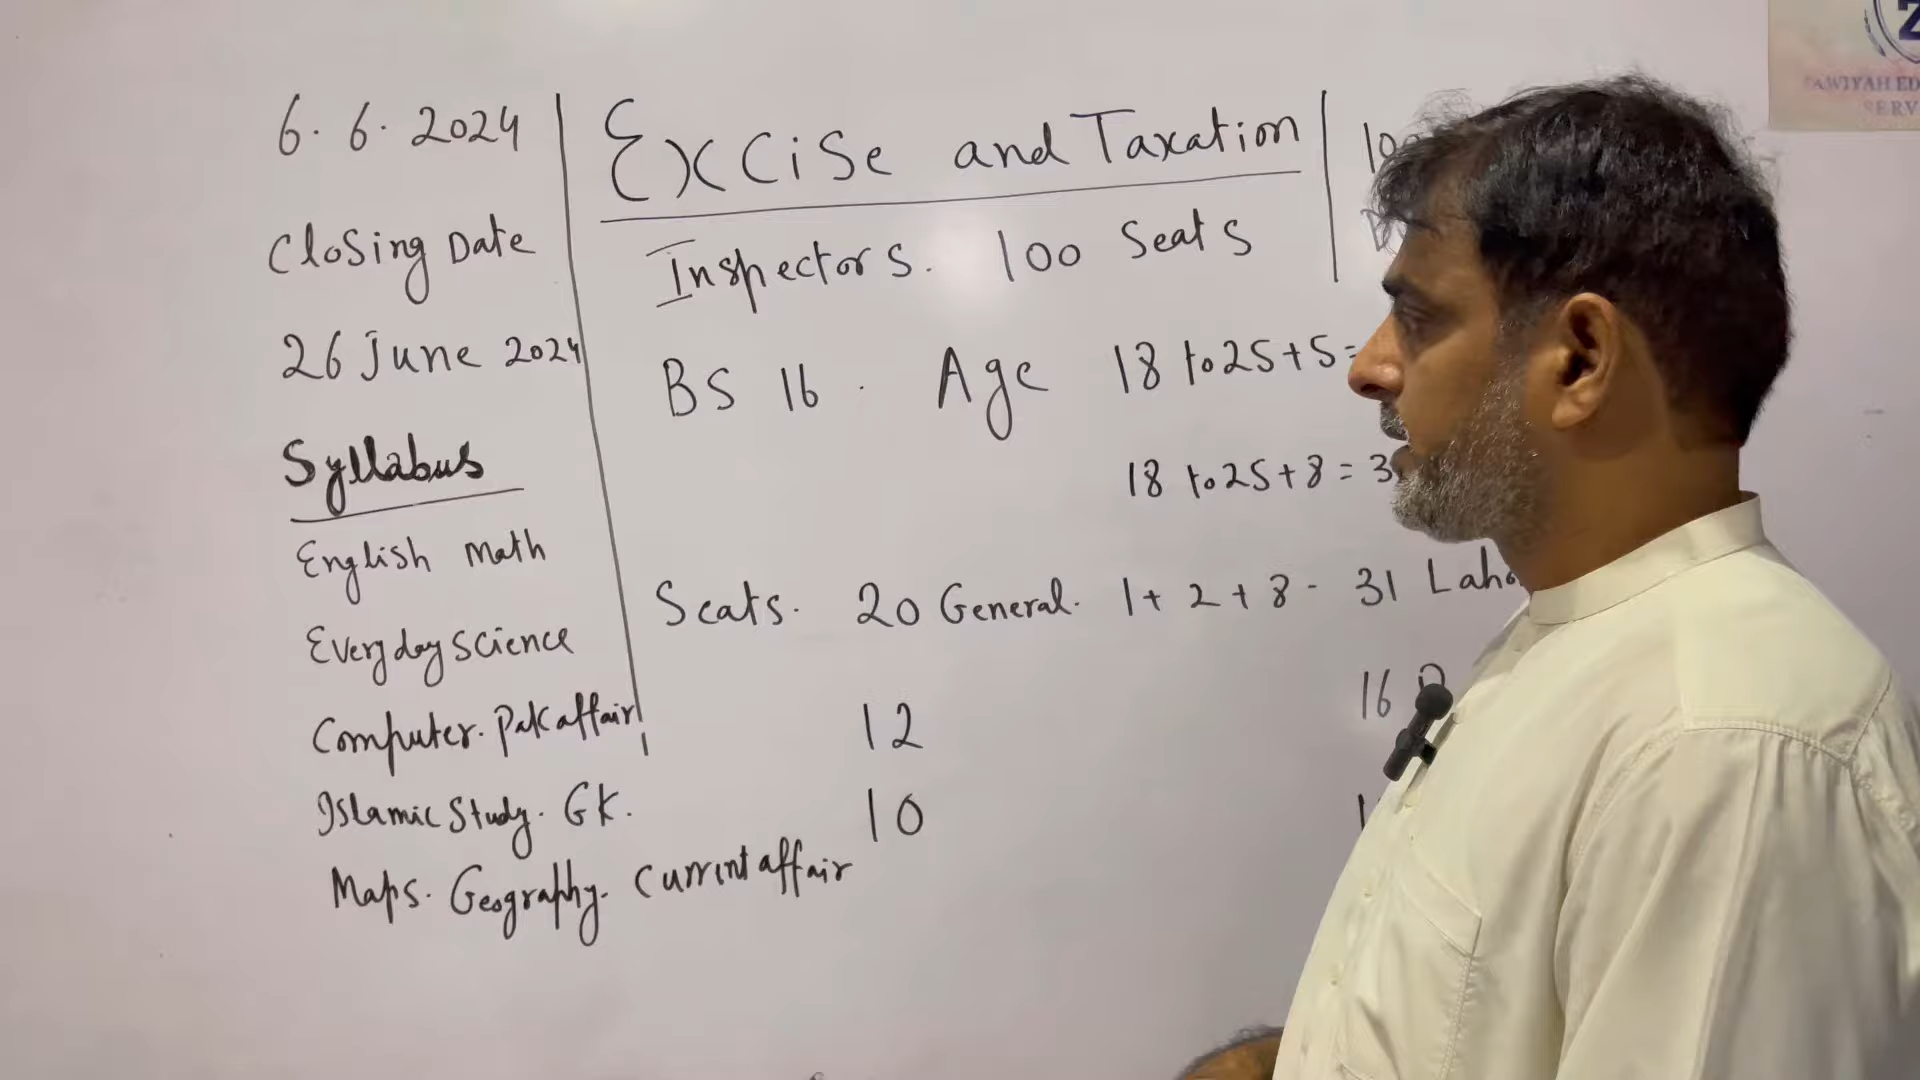 6.6.2024
Closing Date
26 June 2024
Syllabus
English Math
Everyday science
Computer. Pak affair
Islamic Study. GK.
Maps. Geography. Current affair
Excise and Taxation
Inspectors. 100 Seats
BS 16. Age 18 to 25+5=
18 to 25+8=
Seats. 20 General. 1+2+8- 31
12 16
10
SERV